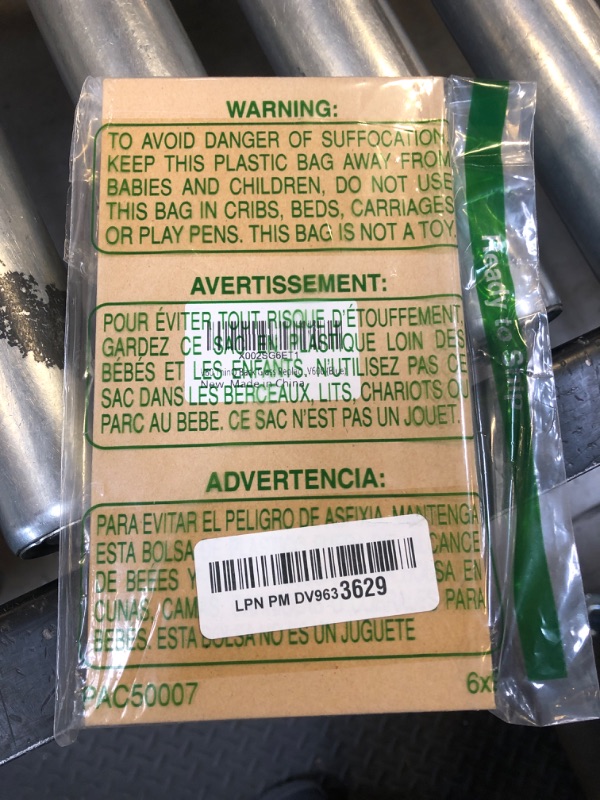 WARNING:
TO AVOID DANGER OF SUFFOCATION
KEEP THIS PLASTIC BAG AWAY FROM
BABIES AND CHILDREN, DO NOT USE
THIS BAG IN CRIBS, BEDS, CARRIAGES
OR PLAY PENS. THIS BAG IS NOT A TOY.
AVERTISSEMENT:
POUR ÉVITER TOUT RISQUE D'ÉTOUFFEMENT,
GARDEZ CE SAC EN PLASTIQUE LOIN DES
X002SG6ET1
BÉBÉS ET LES ENFANTS. N'UTILISEZ PAS CE
New Made in China
SAC DANS LES BERCEAUX, LITS, CHARIOTS OU
PARC AU BEBE. CE SAC N'EST PAS UN JOUET.
ADVERTENCIA:
PARA EVITAR EL PELIGRO DE ASFIXIA, MANTENGA
ESTA BOLSA
DE BEBES Y
EN
CUNAS, PARA
BEBES. ESTA BOLSA NO ES UN JUGUETE
LPN PM DV963 3629
PAC50007
Ready to